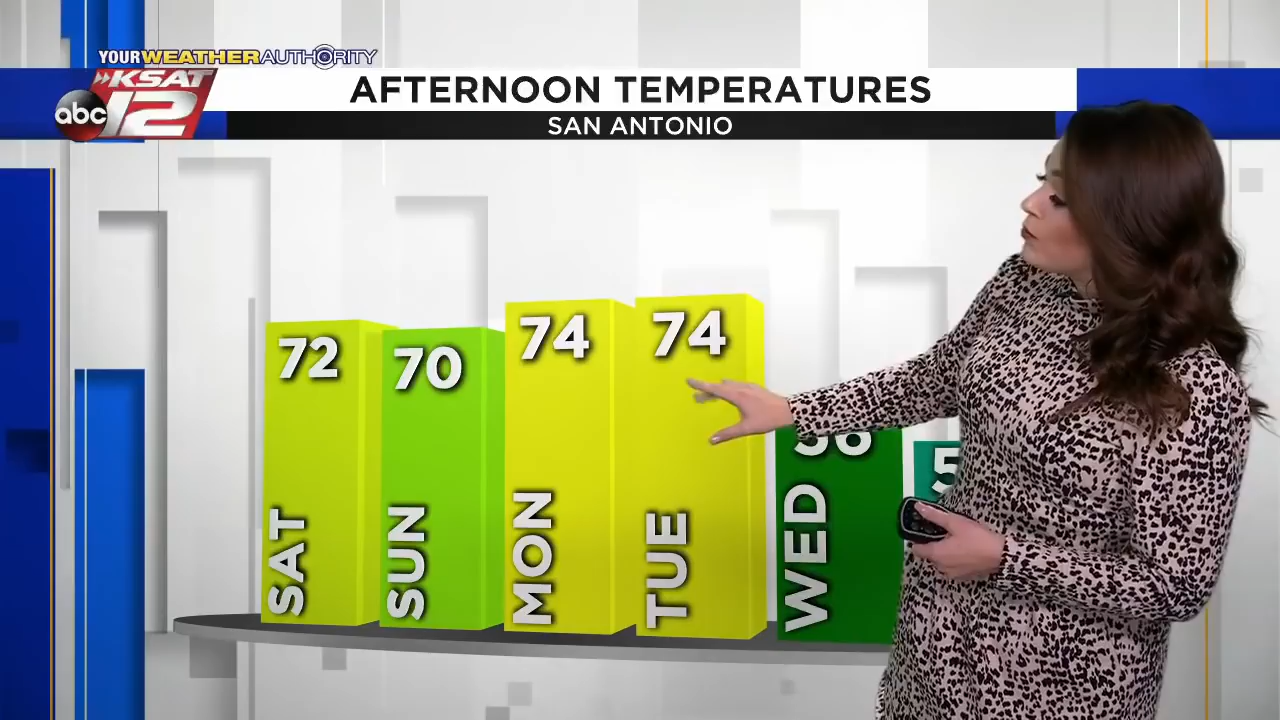 YOUR WEATHER AUTHORITY
KSAT
abc 12
AFTERNOON TEMPERATURES
SAN ANTONIO
72
70
74
74
SAT
SUN
MON
TUE
WED